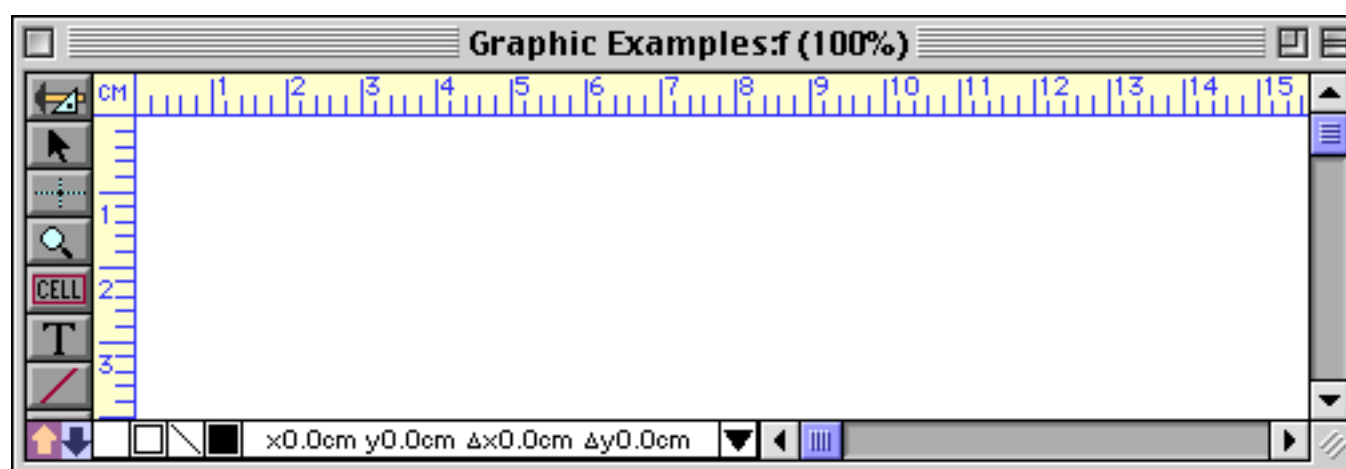 Graphic Examples:f (100%)
CM 1 2 3 4 5 6 7 8 9 10 11 12 13 14 15
1
2
3
CELL
T
x0.0cm y0.0cm Δx0.0cm Δy0.0cm